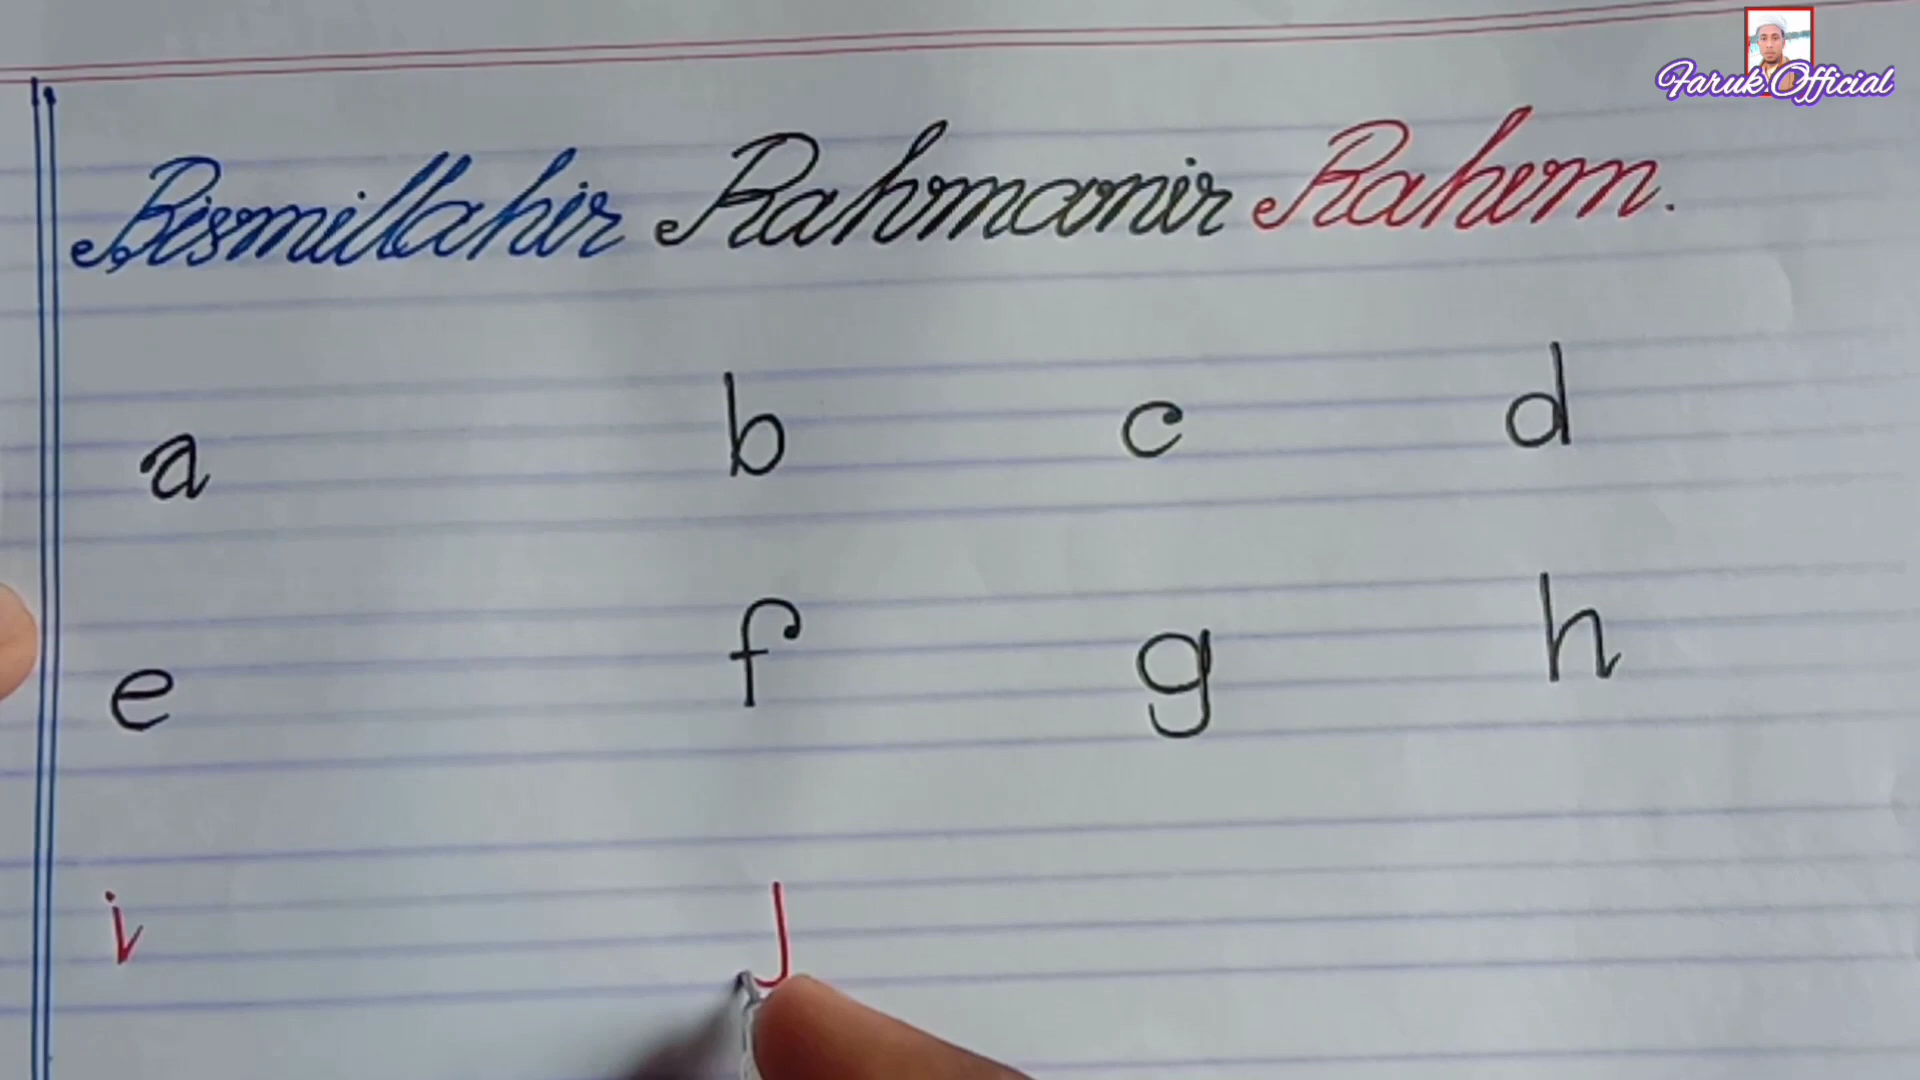 Faruk Official
Bismillahir Rahmanir Rahim.
a b c d
e f g h
i j